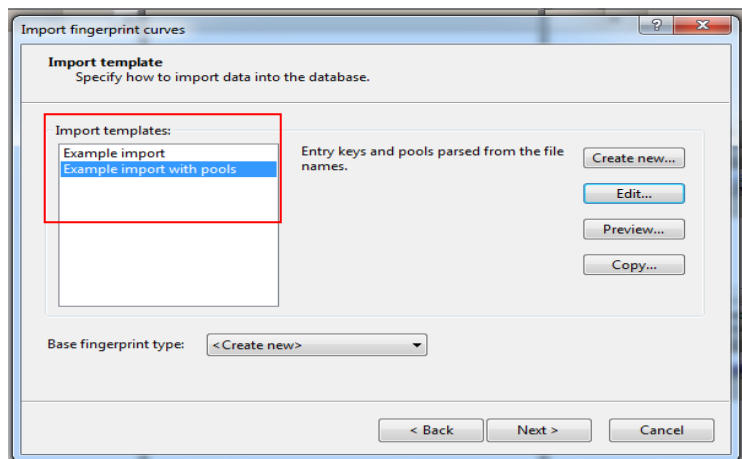 Import fingerprint curves
Import template
Specify how to import data into the database.
Import templates:
Example import
Example import with pools
Entry keys and pools parsed from the file
names.
Create new...
Edit...
Preview...
Copy...
Base fingerprint type:
<Create new>
< Back
Next >
Cancel